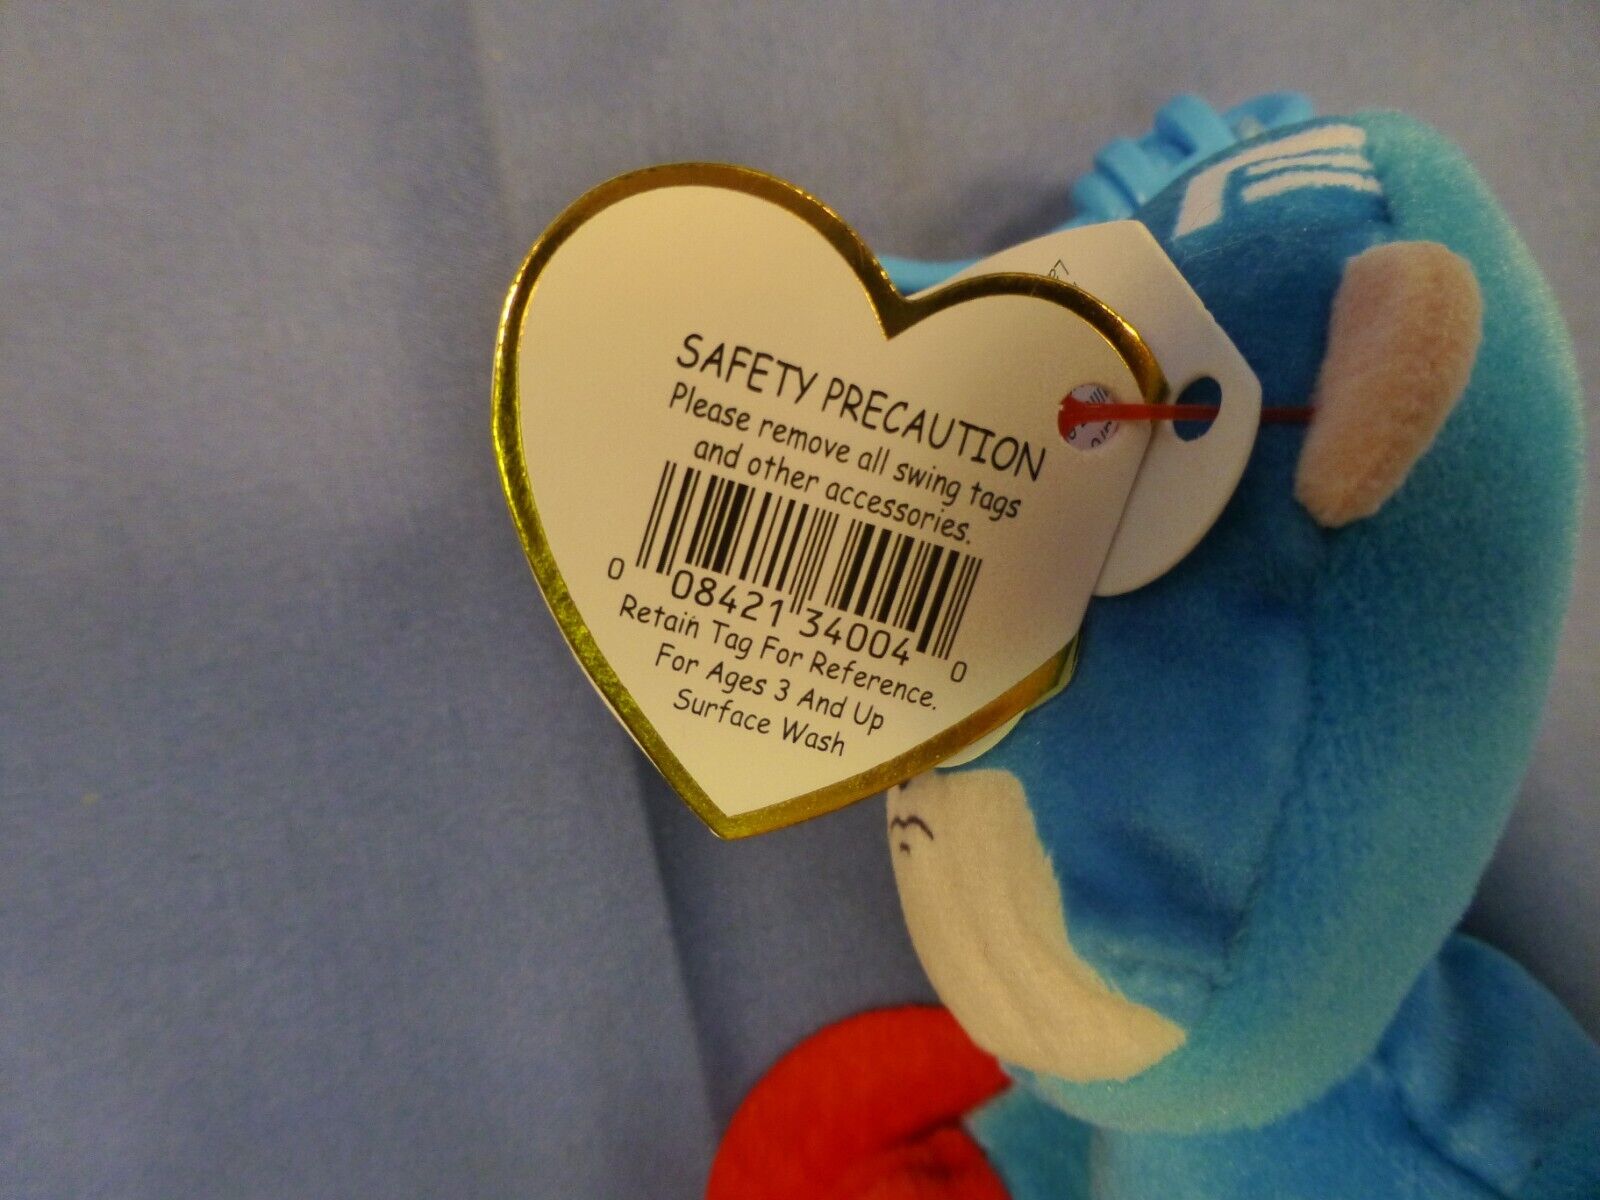 SAFETY PRECAUTION
Please remove all swing tags
and other accessories.
0 08421 34004 0
Retain Tag For Reference.
For Ages 3 And Up
Surface Wash